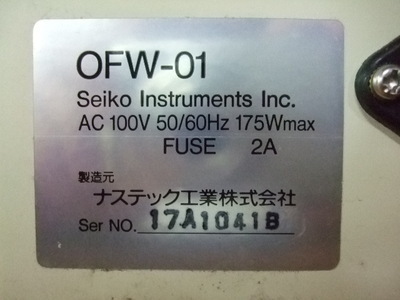 OFW-01
Seiko Instruments Inc.
AC 100V 50/60Hz 175Wmax
FUSE 2A
製造元
ナステック工業株式会社
Ser NO. 17A1041B